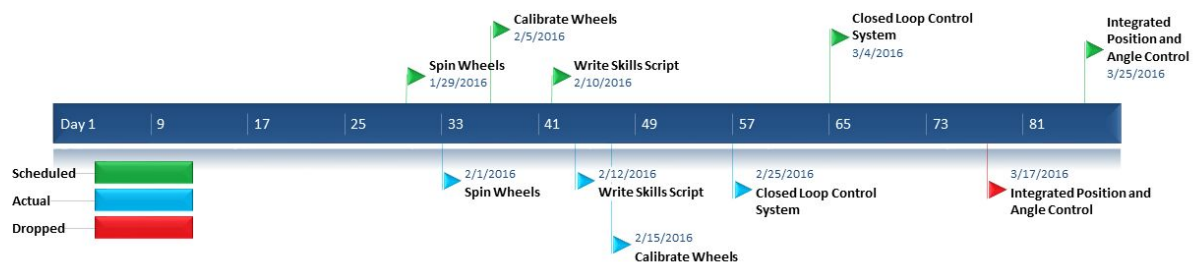 Calibrate Wheels
2/5/2016
Closed Loop Control
System
3/4/2016
Integrated
Position and
Angle Control
3/25/2016
Spin Wheels
1/29/2016
Write Skills Script
2/10/2016
Day 1 9 17 25 33 41 49 57 65 73 81
Scheduled
Actual
Dropped
2/1/2016
Spin Wheels
2/12/2016
Write Skills Script
2/15/2016
Calibrate Wheels
2/25/2016
Closed Loop Control
System
3/17/2016
Integrated Position and
Angle Control